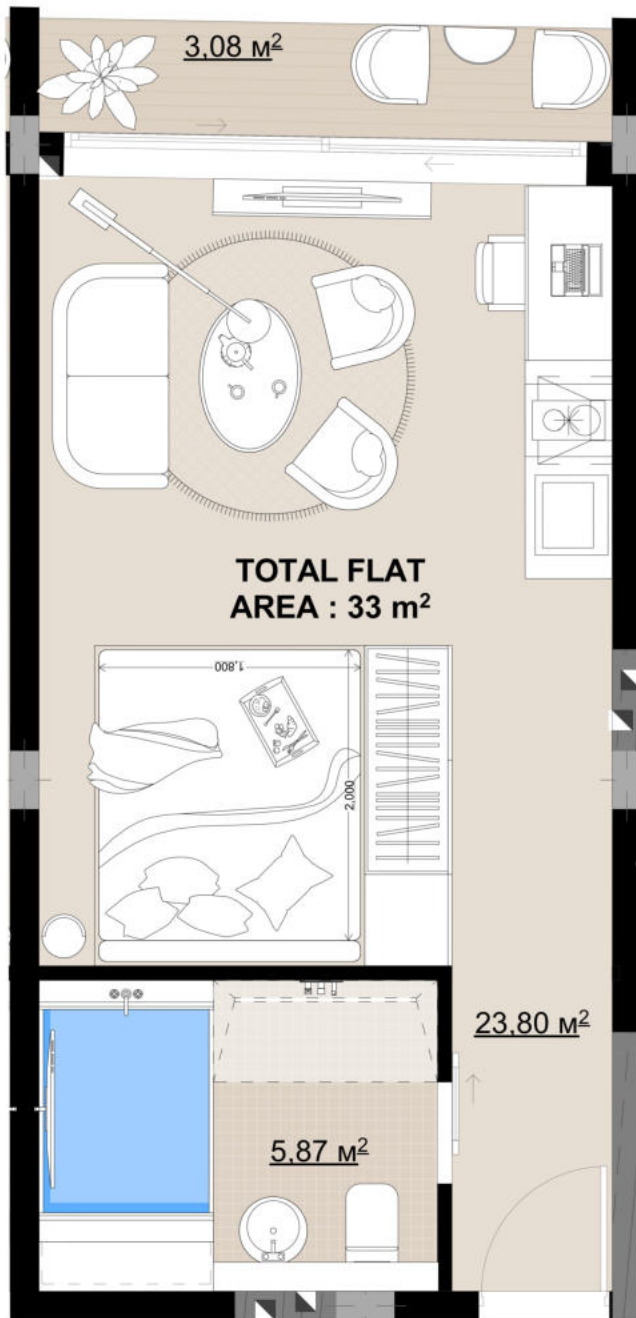 3,08 м²
TOTAL FLAT
AREA : 33 m²
1,800
2,000
23,80 м²
5,87 м²